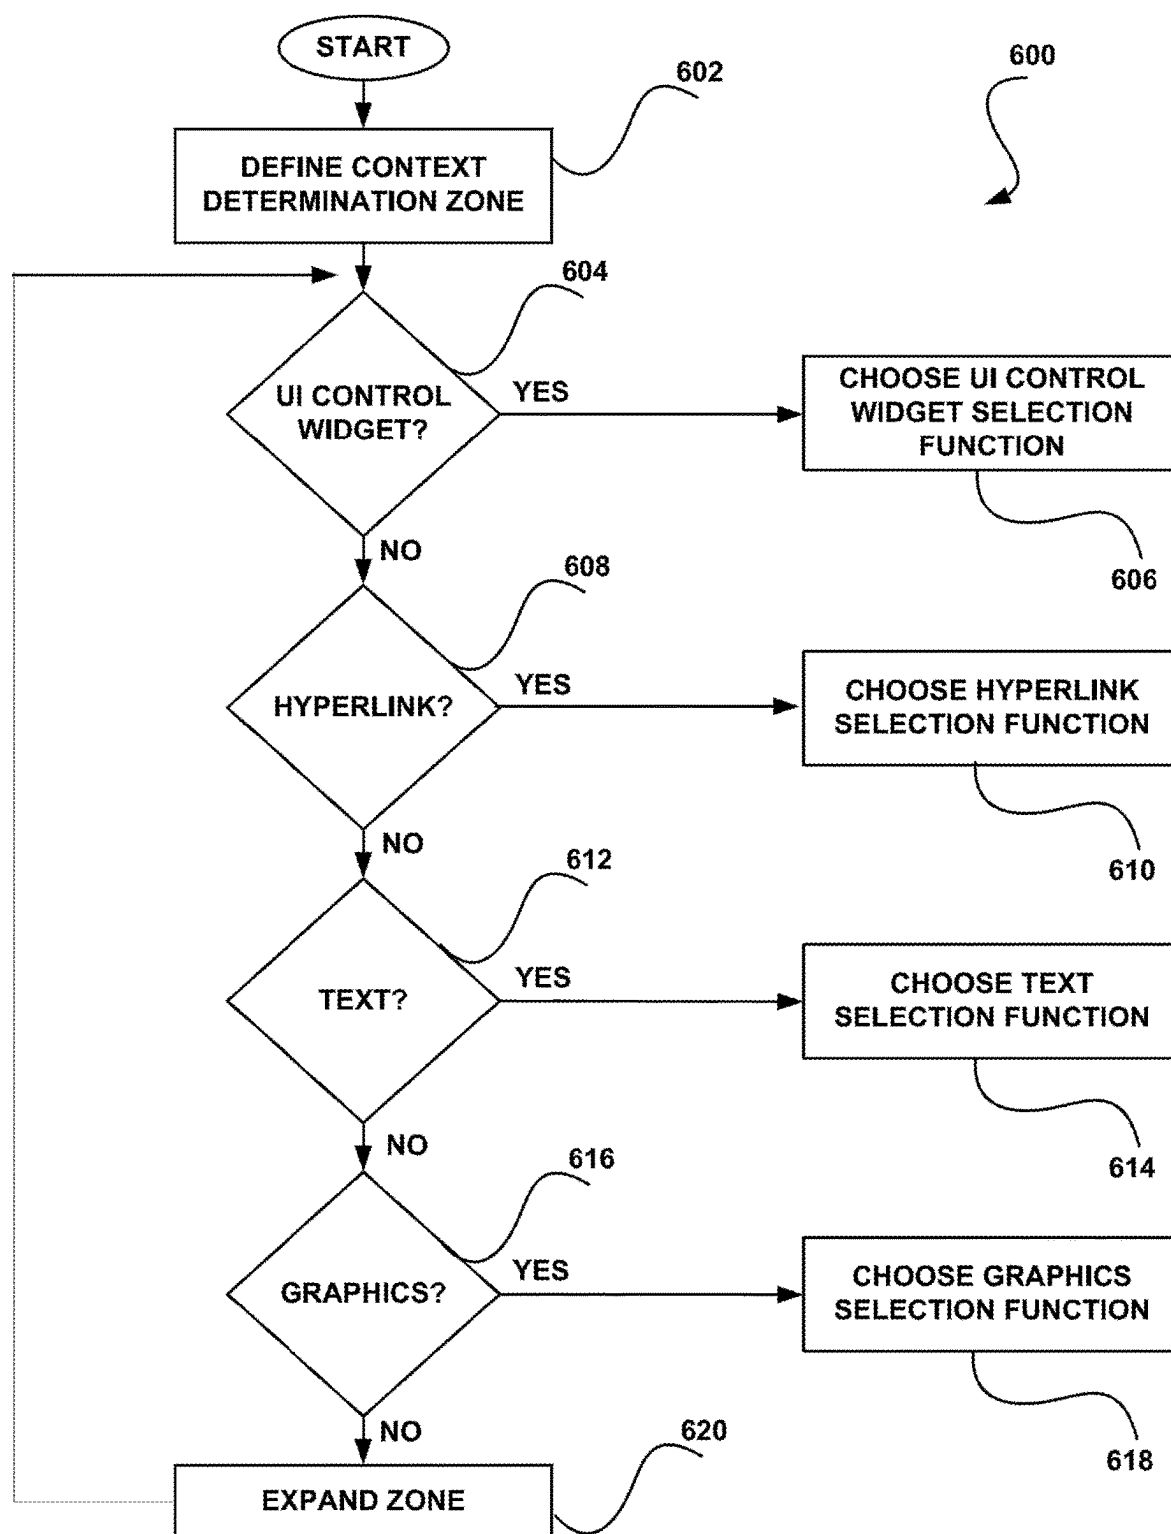 START
602
600
DEFINE CONTEXT
DETERMINATION ZONE
604
UI CONTROL
WIDGET?
YES
CHOOSE UI CONTROL
WIDGET SELECTION
FUNCTION
606
NO
608
HYPERLINK?
YES
CHOOSE HYPERLINK
SELECTION FUNCTION
610
NO
612
TEXT?
YES
CHOOSE TEXT
SELECTION FUNCTION
614
NO
616
GRAPHICS?
YES
CHOOSE GRAPHICS
SELECTION FUNCTION
618
NO
620
EXPAND ZONE